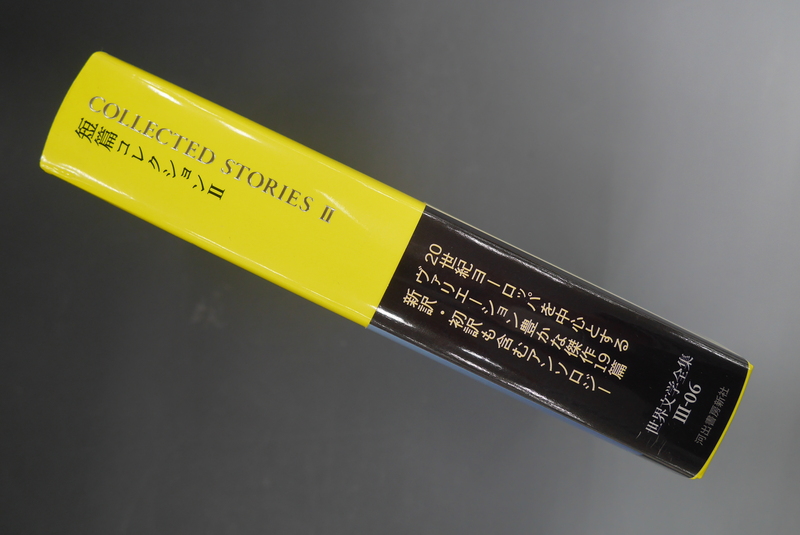 COLLECTED STORIES II
短篇コレクションII
20世紀ヨーロッパを中心とする
ヴァリエーション豊かな傑作19篇
新訳・初訳も含むアンソロジー
世界文学全集
III-06
河出書房新社